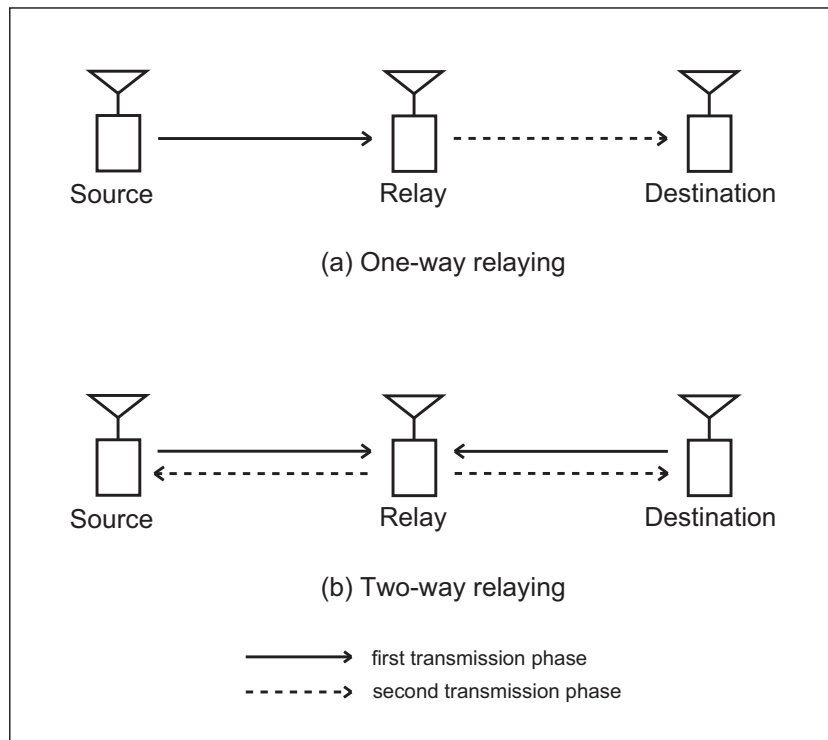 Source Relay Destination
(a) One-way relaying
Source Relay Destination
(b) Two-way relaying
first transmission phase
second transmission phase